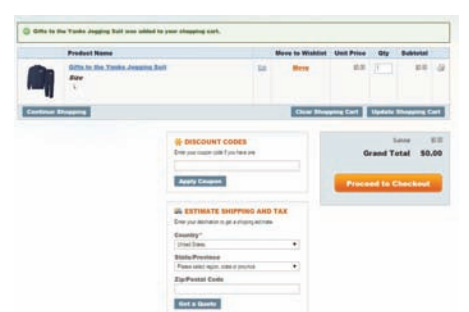 Gifts to the Yanks Jogging Suit was added to your shopping cart.
Product Name Move to Wishlist Unit Price Qty Subtotal
Gifts to the Yanks Jogging Suit Edit Move
Size
L
Continue Shopping Clear Shopping Cart Update Shopping Cart
DISCOUNT CODES
Enter your coupon code if you have one.
Apply Coupon
Subtotal
Grand Total $0.00
Proceed to Checkout
ESTIMATE SHIPPING AND TAX
Enter your destination to get a shipping estimate.
Country*
United States
State/Province
Please select region, state or province
Zip/Postal Code
Get a Quote